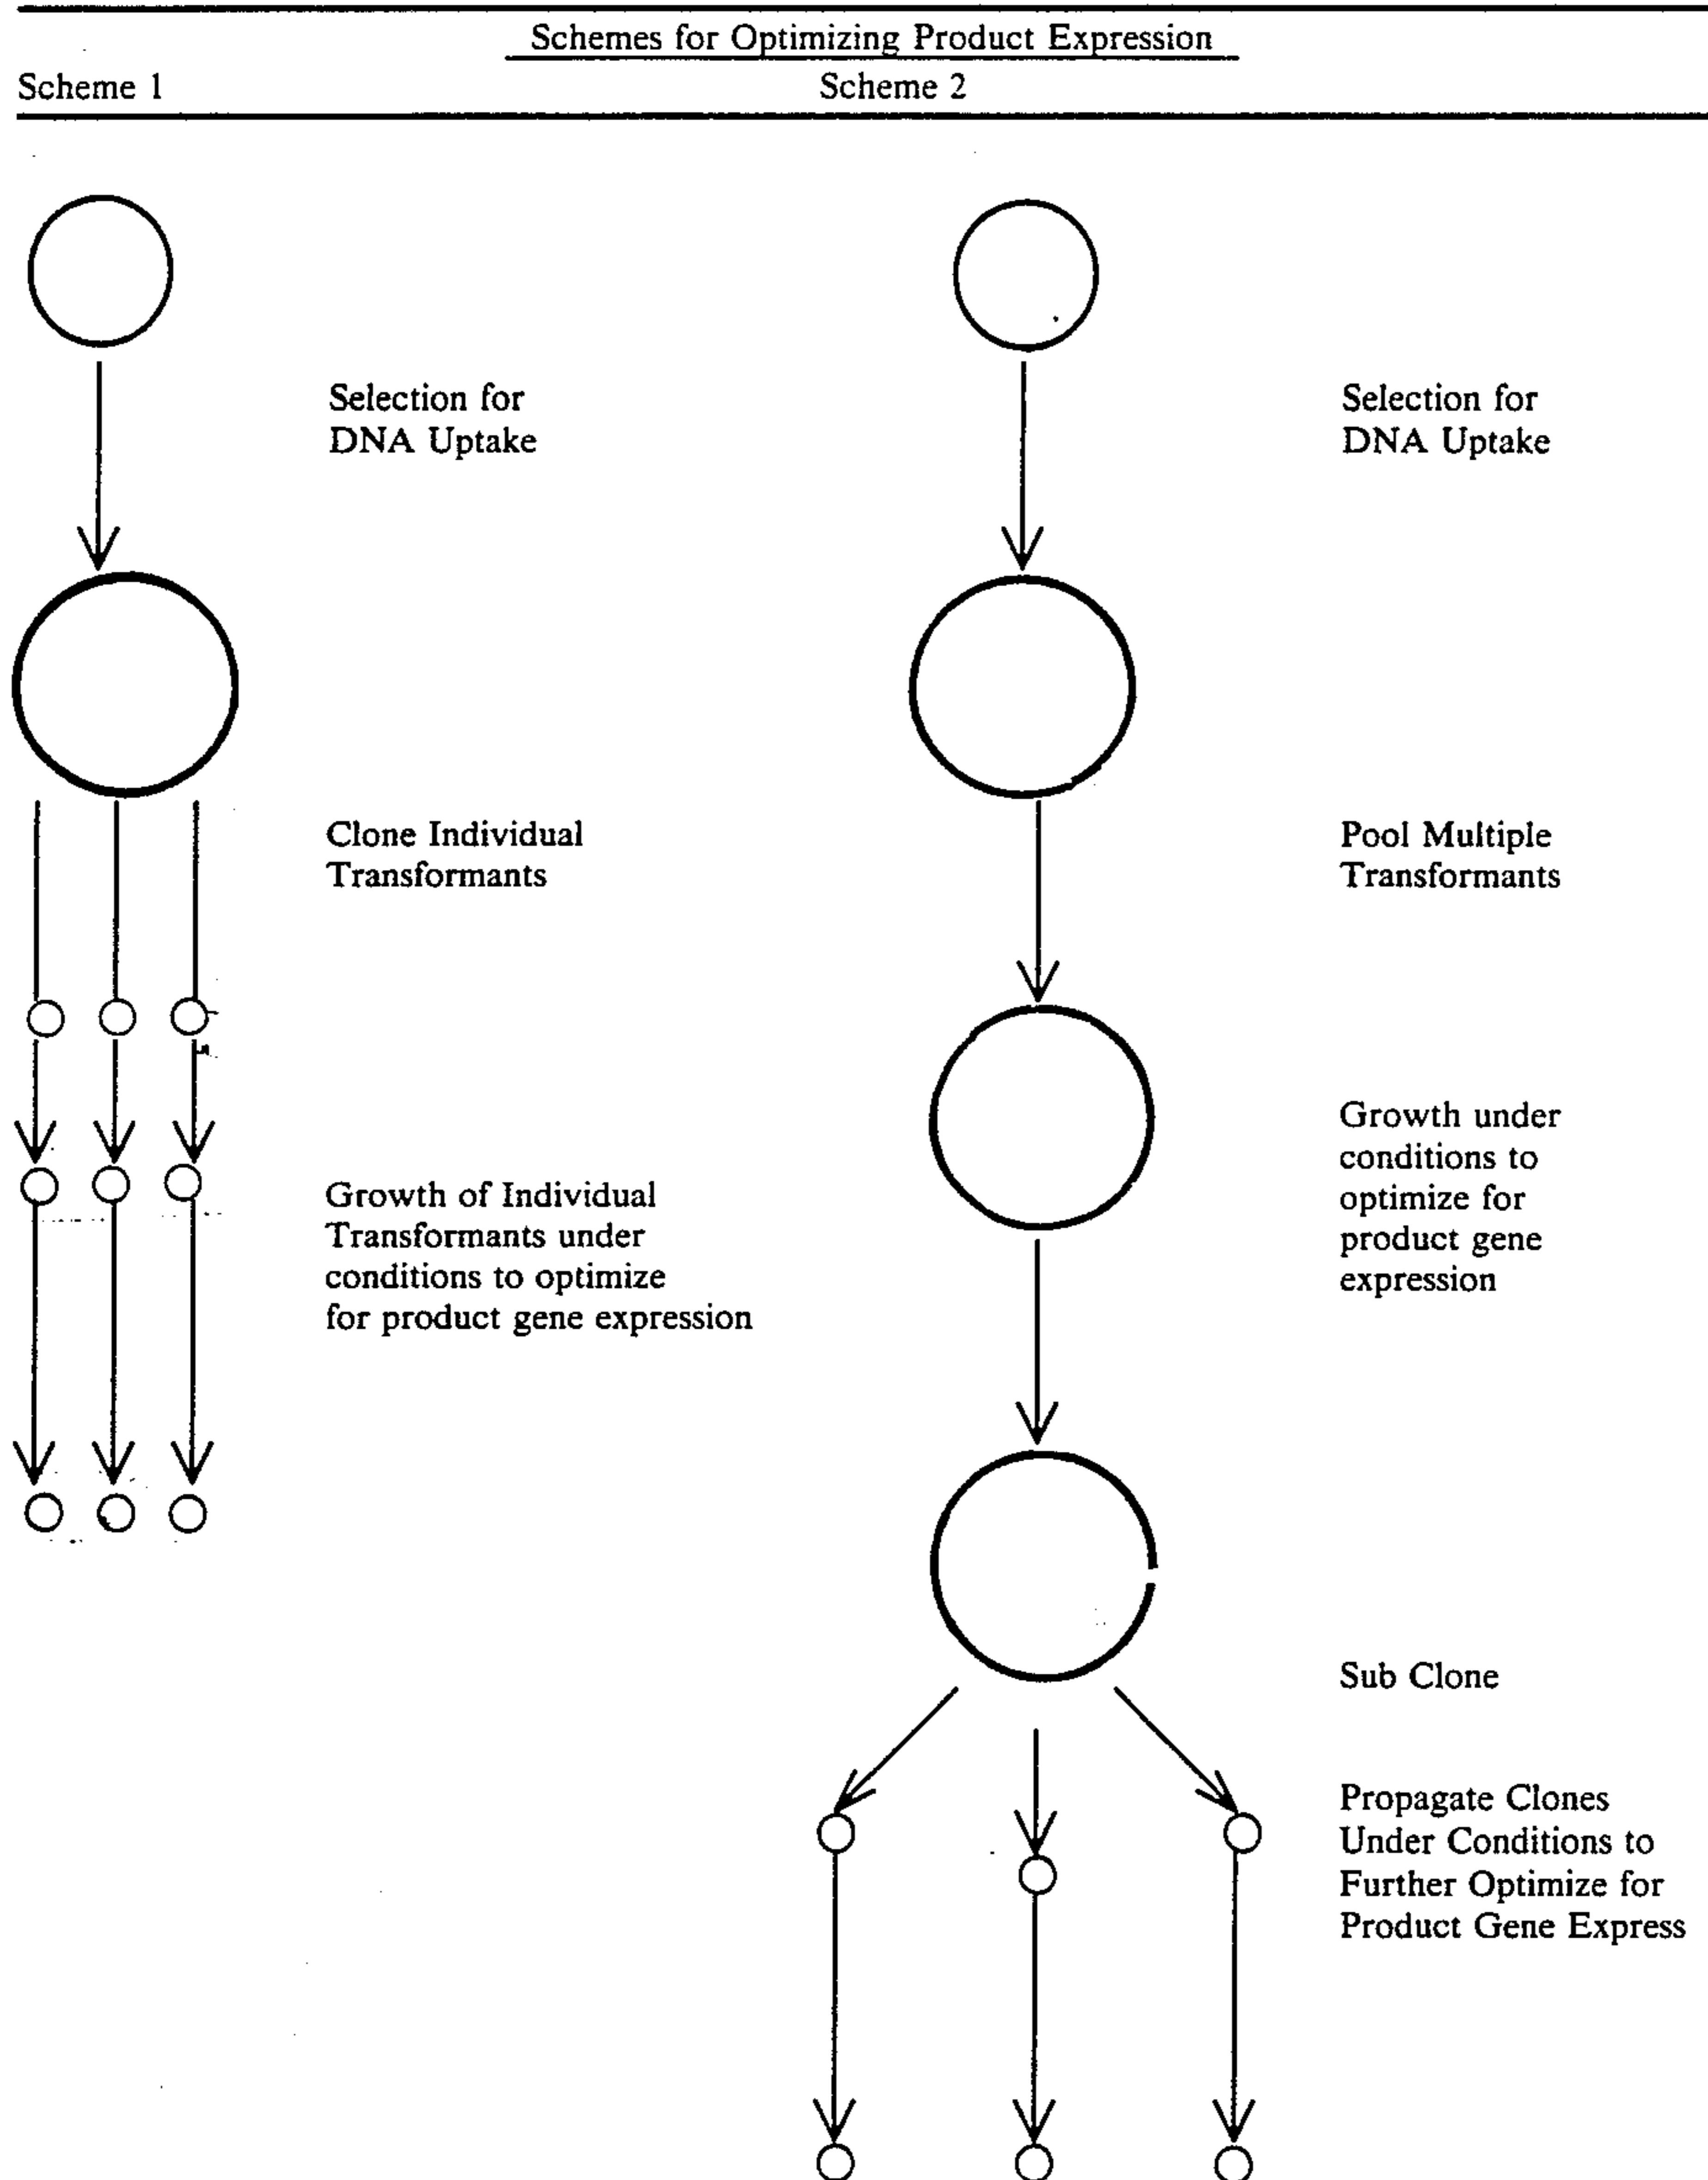 Schemes for Optimizing Product Expression
Scheme 1
Scheme 2
Selection for
DNA Uptake
Clone Individual
Transformants
Growth of Individual
Transformants under
conditions to optimize
for product gene expression
Selection for
DNA Uptake
Pool Multiple
Transformants
Growth under
conditions to
optimize for
product gene
expression
Sub Clone
Propagate Clones
Under Conditions to
Further Optimize for
Product Gene Express